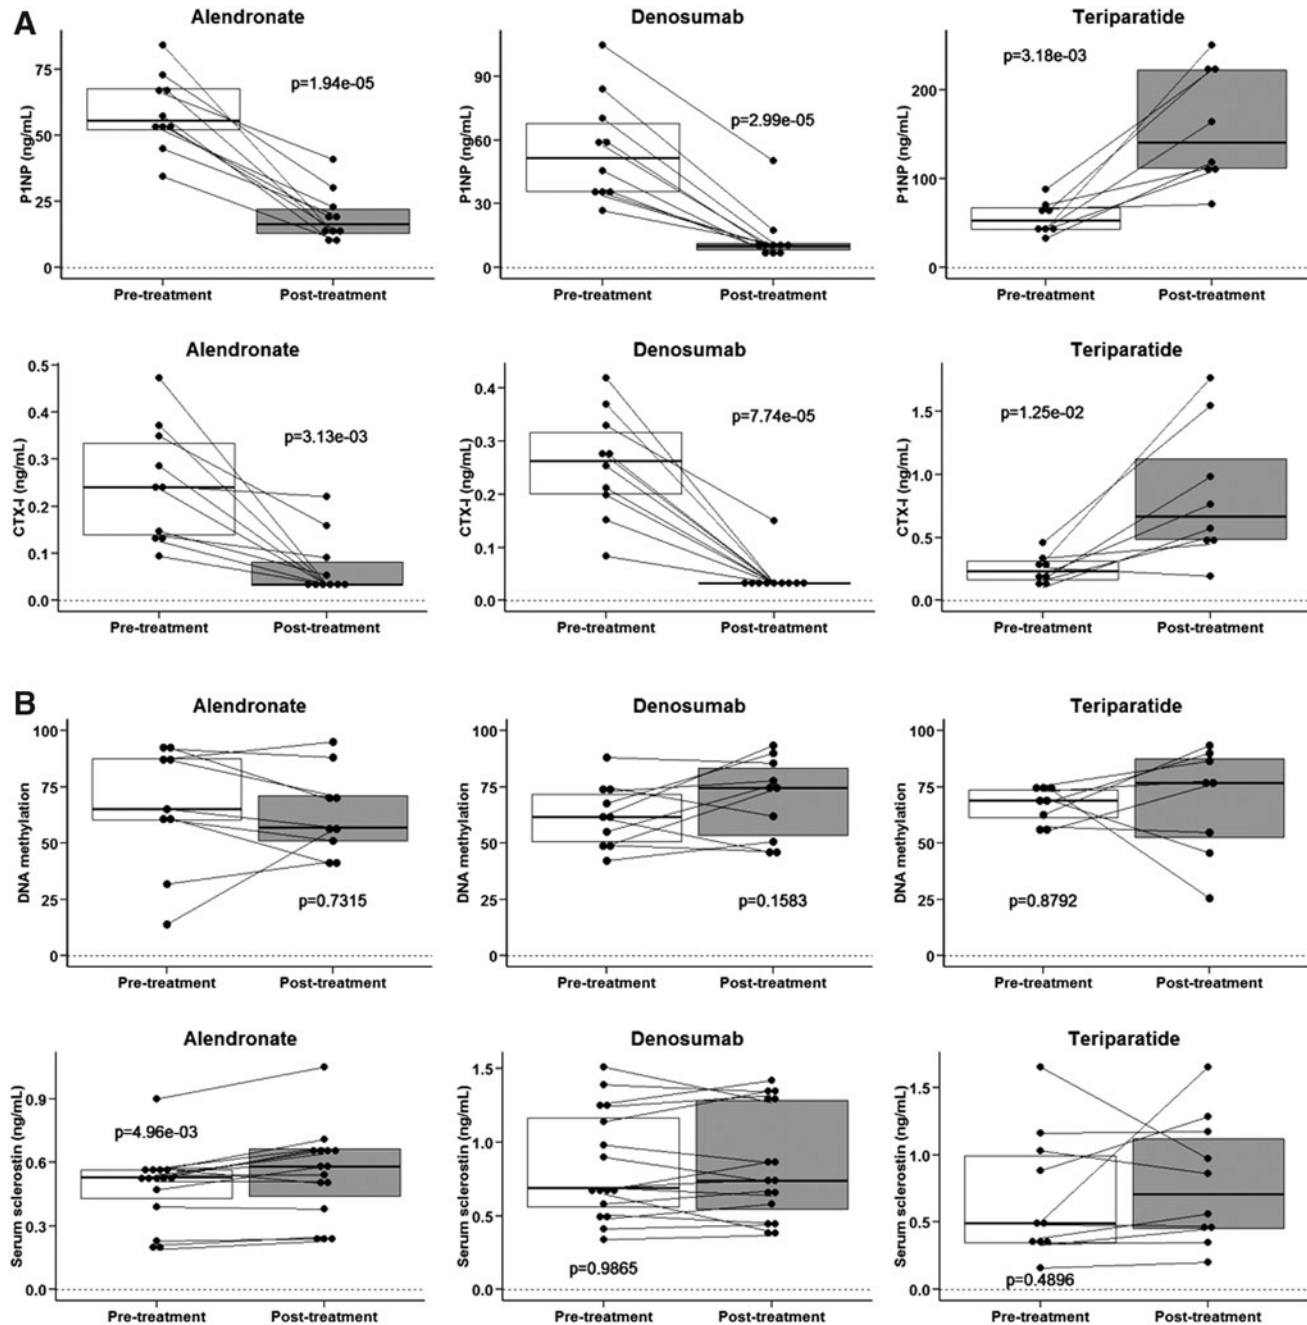 A
Alendronate
Denosumab
Teriparatide
P1NP (ng/mL)
75
50
25
0
p=1.94e-05
Pre-treatment Post-treatment
P1NP (ng/mL)
90
60
30
0
p=2.99e-05
Pre-treatment Post-treatment
P1NP (ng/mL)
200
100
0
p=3.18e-03
Pre-treatment Post-treatment
Alendronate
Denosumab
Teriparatide
CTX-I (ng/mL)
0.5
0.4
0.3
0.2
0.1
0.0
p=3.13e-03
Pre-treatment Post-treatment
CTX-I (ng/mL)
0.4
0.3
0.2
0.1
0.0
p=7.74e-05
Pre-treatment Post-treatment
CTX-I (ng/mL)
1.5
1.0
0.5
0.0
p=1.25e-02
Pre-treatment Post-treatment
B
Alendronate
Denosumab
Teriparatide
DNA methylation
100
75
50
25
0
p=0.7315
Pre-treatment Post-treatment
DNA methylation
100
75
50
25
0
p=0.1583
Pre-treatment Post-treatment
DNA methylation
100
75
50
25
0
p=0.8792
Pre-treatment Post-treatment
Alendronate
Denosumab
Teriparatide
Serum sclerostin (ng/mL)
0.9
0.6
0.3
0.0
p=4.96e-03
Pre-treatment Post-treatment
Serum sclerostin (ng/mL)
1.5
1.0
0.5
0.0
p=0.9865
Pre-treatment Post-treatment
Serum sclerostin (ng/mL)
1.5
1.0
0.5
0.0
p=0.4896
Pre-treatment Post-treatment